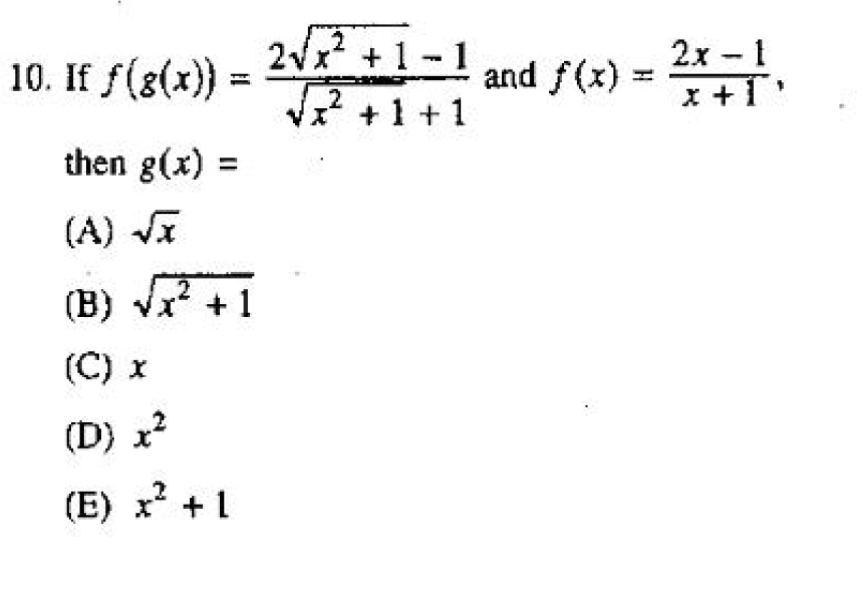 10. If f(g(x)) = (2√(x² + 1) - 1)/(√(x² + 1) + 1) and f(x) = (2x - 1)/(x + 1),
then g(x) =
(A) √x
(B) √(x² + 1)
(C) x
(D) x²
(E) x² + 1